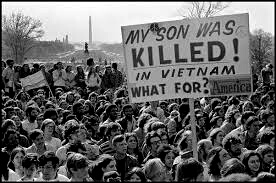 MY SON WAS
KILLED!
IN VIETNAM
WHAT FOR?
America